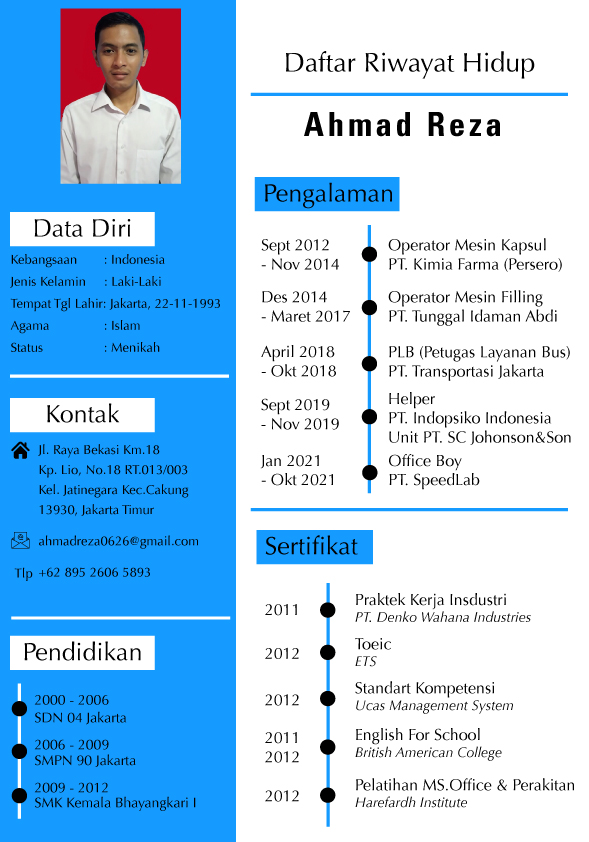 Daftar Riwayat Hidup
Ahmad Reza
Data Diri
Kebangsaan : Indonesia
Jenis Kelamin : Laki-Laki
Tempat Tgl Lahir: Jakarta, 22-11-1993
Agama : Islam
Status : Menikah
Kontak
Jl. Raya Bekasi Km.18
Kp. Lio, No.18 RT.013/003
Kel. Jatinegara Kec.Cakung
13930, Jakarta Timur
ahmadreza0626@gmail.com
Tlp +62 895 2606 5893
Pendidikan
2000 - 2006
SDN 04 Jakarta
2006 - 2009
SMPN 90 Jakarta
2009 - 2012
SMK Kemala Bhayangkari I
Pengalaman
Sept 2012 Operator Mesin Kapsul
- Nov 2014 PT. Kimia Farma (Persero)
Des 2014 Operator Mesin Filling
- Maret 2017 PT. Tunggal Idaman Abdi
April 2018 PLB (Petugas Layanan Bus)
- Okt 2018 PT. Transportasi Jakarta
Helper
Sept 2019 PT. Indopsiko Indonesia
- Nov 2019 Unit PT. SC Johonson&Son
Jan 2021 Office Boy
- Okt 2021 PT. SpeedLab
Sertifikat
2011 Praktek Kerja Insdustri
PT. Denko Wahana Industries
2012 Toeic
ETS
2012 Standart Kompetensi
Ucas Management System
2011 English For School
2012 British American College
2012 Pelatihan MS.Office & Perakitan
Harefardh Institute